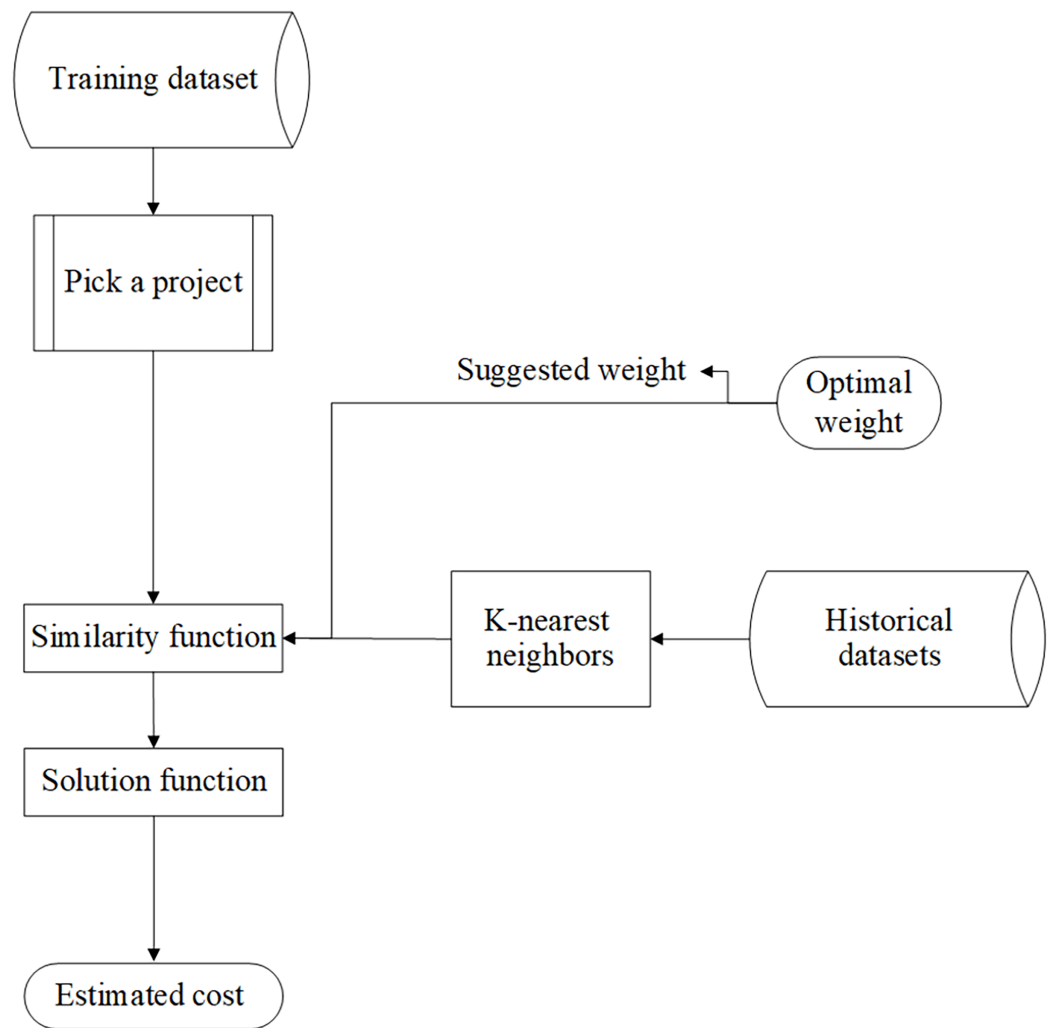 Training dataset
Pick a project
Suggested weight
Optimal
weight
Similarity function
K-nearest
neighbors
Historical
datasets
Solution function
Estimated cost